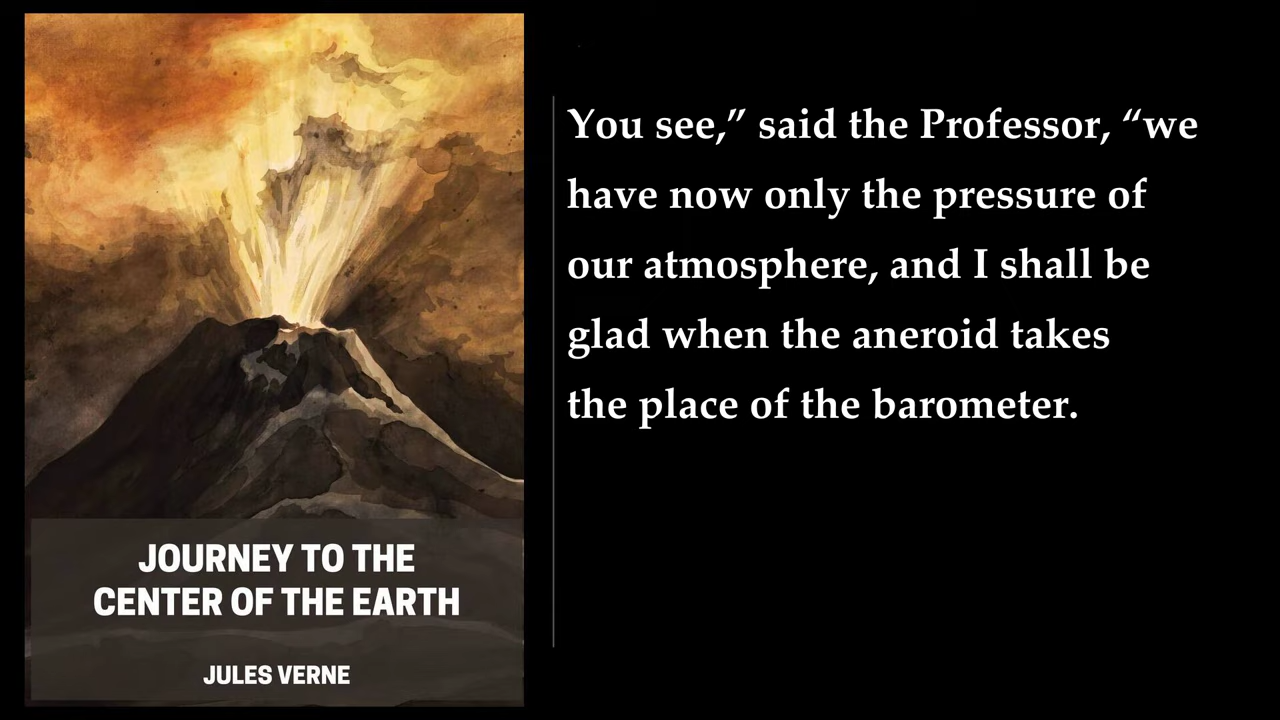 JOURNEY TO THE
CENTER OF THE EARTH
JULES VERNE
You see,” said the Professor, “we
have now only the pressure of
our atmosphere, and I shall be
glad when the aneroid takes
the place of the barometer.